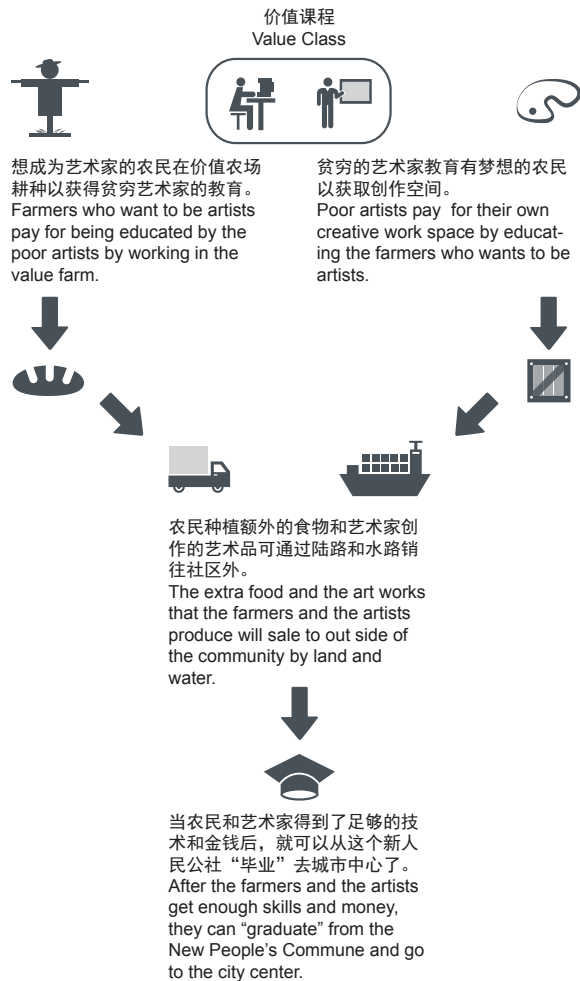 价值课程
Value Class
想成为艺术家的农民在价值农场
耕种以获得贫穷艺术家的教育。
Farmers who want to be artists
pay for being educated by the
poor artists by working in the
value farm.
贫穷的艺术家教育有梦想的农民
以获取创作空间。
Poor artists pay  for their own
creative work space by educat-
ing the farmers who wants to be
artists.
农民种植额外的食物和艺术家创
作的艺术品可通过陆路和水路销
往社区外。
The extra food and the art works
that the farmers and the artists
produce will sale to out side of
the community by land and
water.
当农民和艺术家得到了足够的技
术和金钱后，就可以从这个新人
民公社“毕业”去城市中心了。
After the farmers and the artists
get enough skills and money,
they can “graduate” from the
New People’s Commune and go
to the city center.